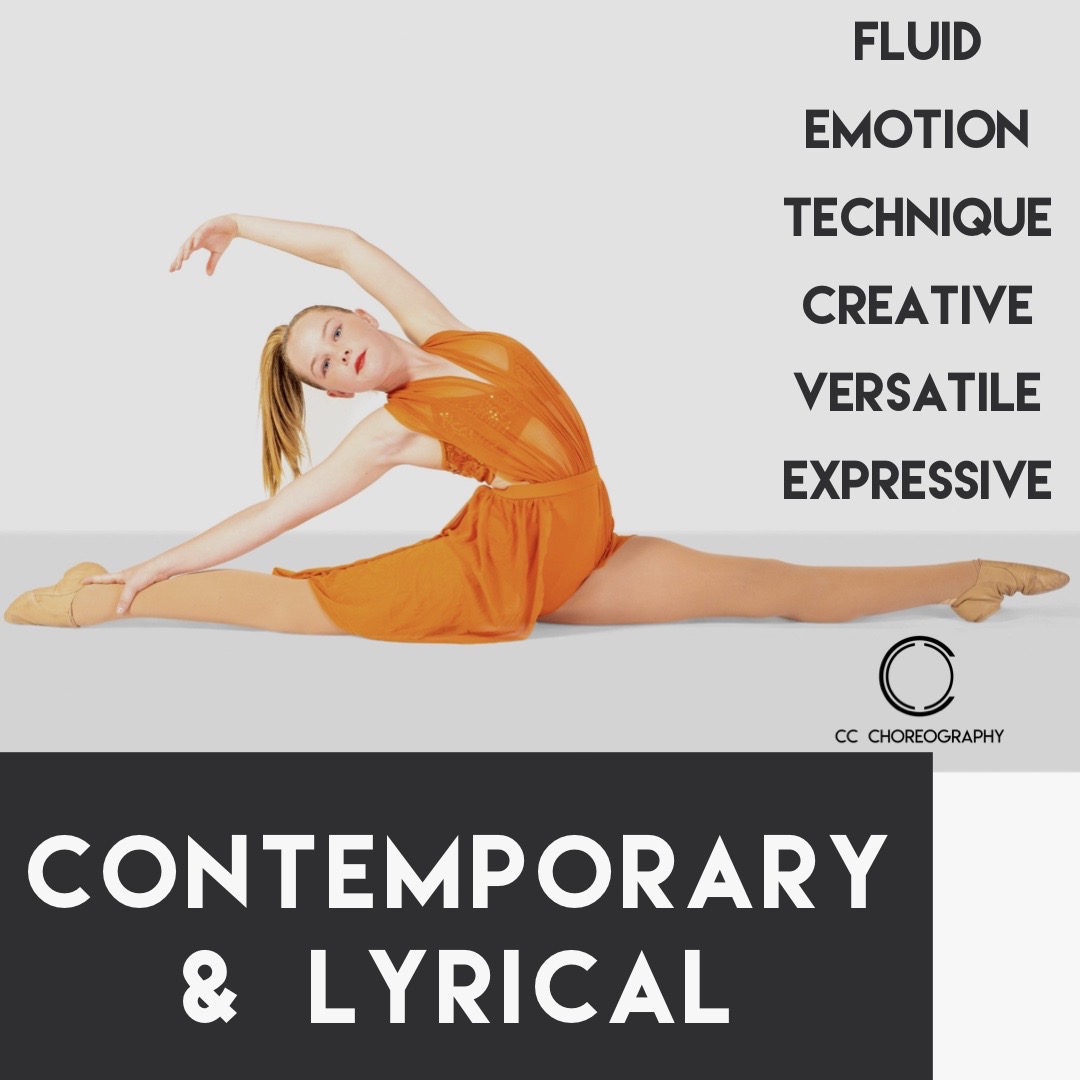 FLUID
EMOTION
TECHNIQUE
CREATIVE
VERSATILE
EXPRESSIVE
CC CHOREOGRAPHY
CONTEMPORARY
& LYRICAL